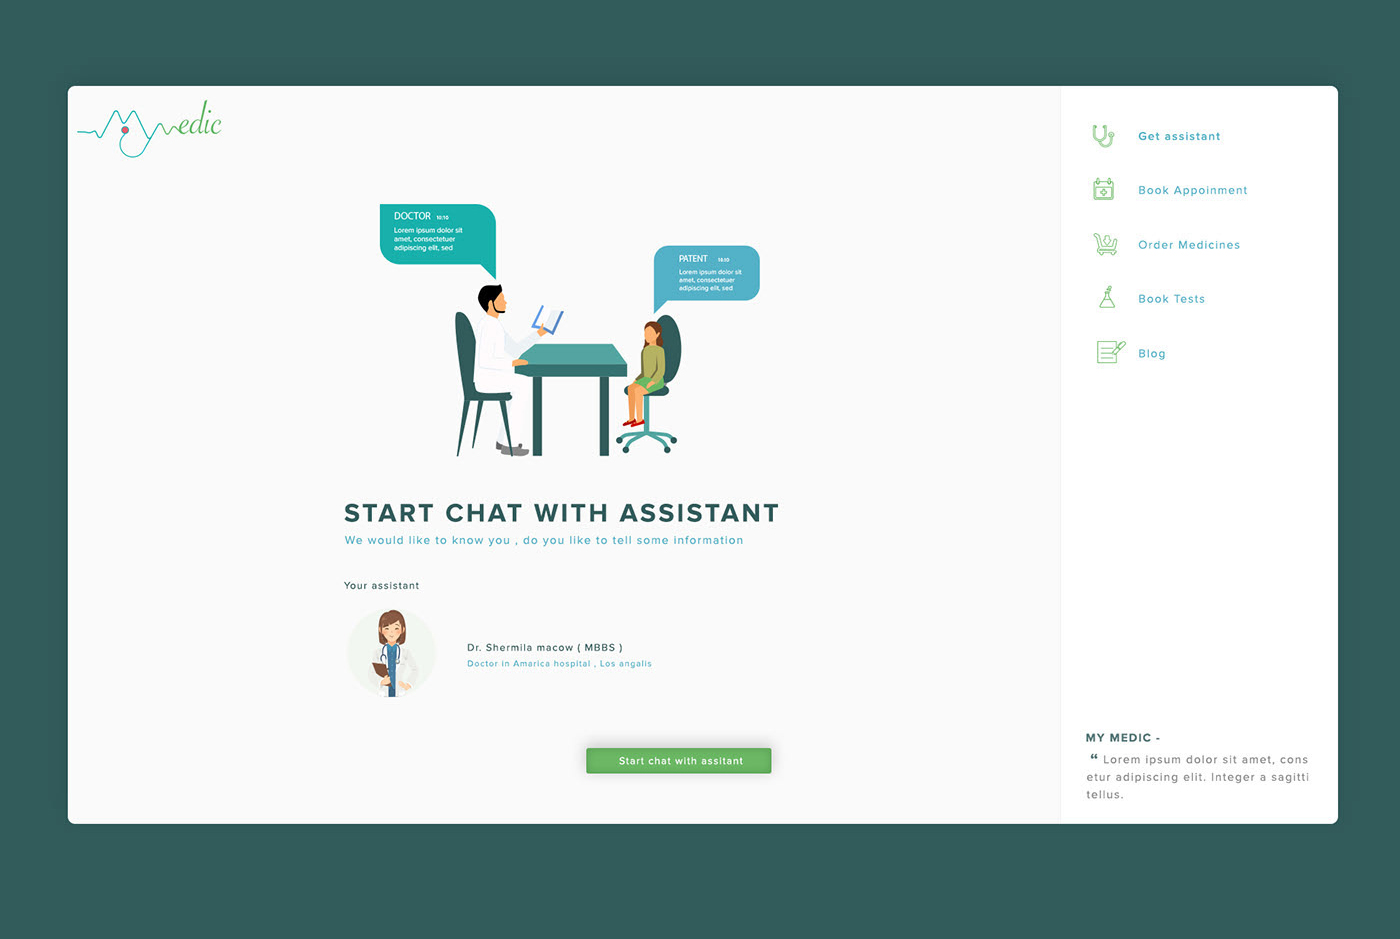 My medic
DOCTOR 10:10
Lorem ipsum dolor sit
amet, consectetuer
adipiscing elit, sed
PATENT 10:10
Lorem ipsum dolor sit
amet, consectetuer
adipiscing elit, sed
START CHAT WITH ASSISTANT
We would like to know you , do you like to tell some information
Your assistant
Dr. Shermila macow ( MBBS )
Doctor in Amarica hospital , Los angalis
Start chat with assitant
Get assistant
Book Appoinment
Order Medicines
Book Tests
Blog
MY MEDIC -
“ Lorem ipsum dolor sit amet, cons
etur adipiscing elit. Integer a sagitti
tellus.